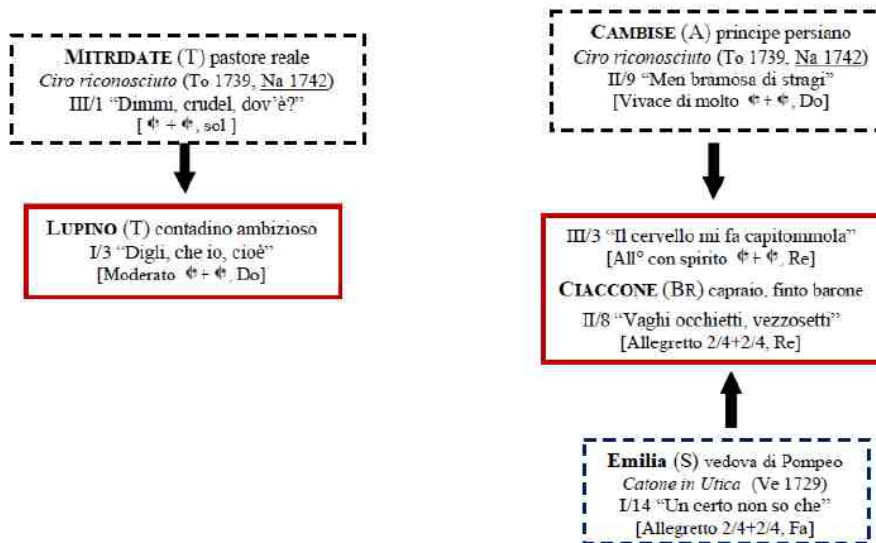 MITRIDATE (T) pastore reale
Ciro riconosciuto (To 1739, Na 1742)
III/1 “Dimmi, crudel, dov’è?”
[ 𝄵 + 𝄵, sol ]
LUPINO (T) contadino ambizioso
I/3 “Digli, che io, cioè”
[Moderato 𝄵 + 𝄵, Do]
CAMBISE (A) principe persiano
Ciro riconosciuto (To 1739, Na 1742)
II/9 “Men bramosa di stragi”
[Vivace di molto 𝄵 + 𝄵, Do]
III/3 “Il cervello mi fa capitommola”
[All° con spirito 𝄵 + 𝄵, Re]
CIACCONE (BR) capraio, finto barone
II/8 “Vaghi occhietti, vezzosetti”
[Allegretto 2/4+2/4, Re]
Emilia (S) vedova di Pompeo
Catone in Utica (Ve 1729)
I/14 “Un certo non so che”
[Allegretto 2/4+2/4, Fa]